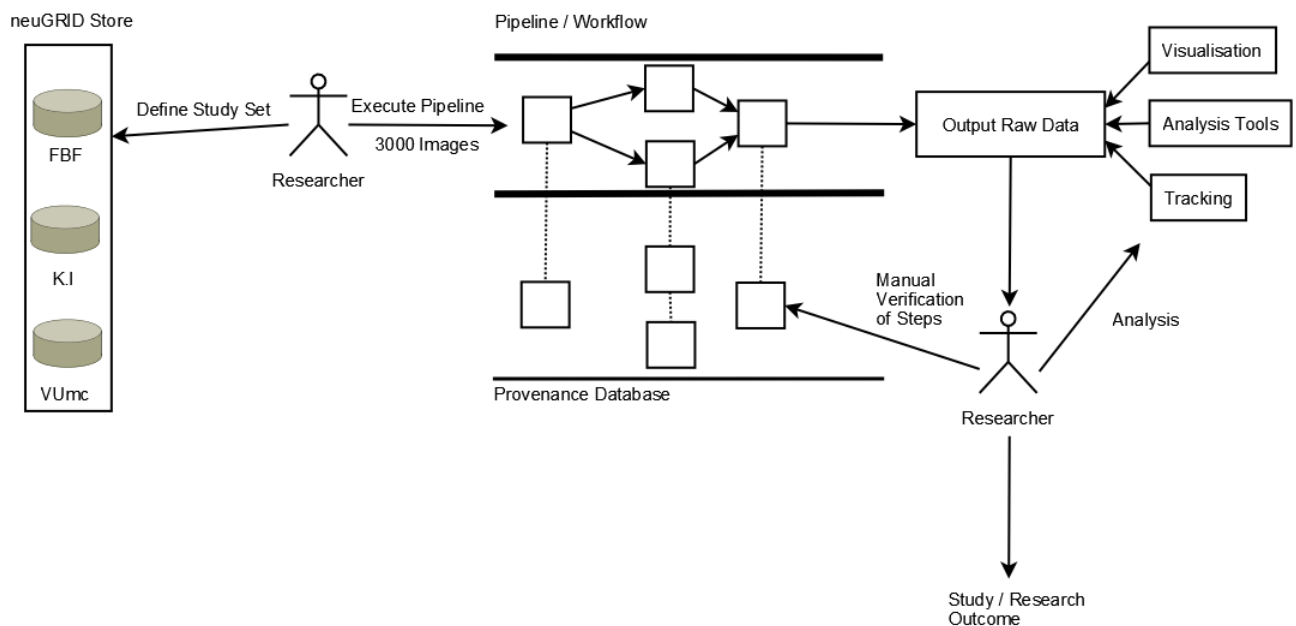 neuGRID Store
FBF
K.I
VUmc
Define Study Set
Researcher
Execute Pipeline
3000 Images
Pipeline / Workflow
Provenance Database
Output Raw Data
Visualisation
Analysis Tools
Tracking
Manual
Verification
of Steps
Analysis
Researcher
Study / Research
Outcome